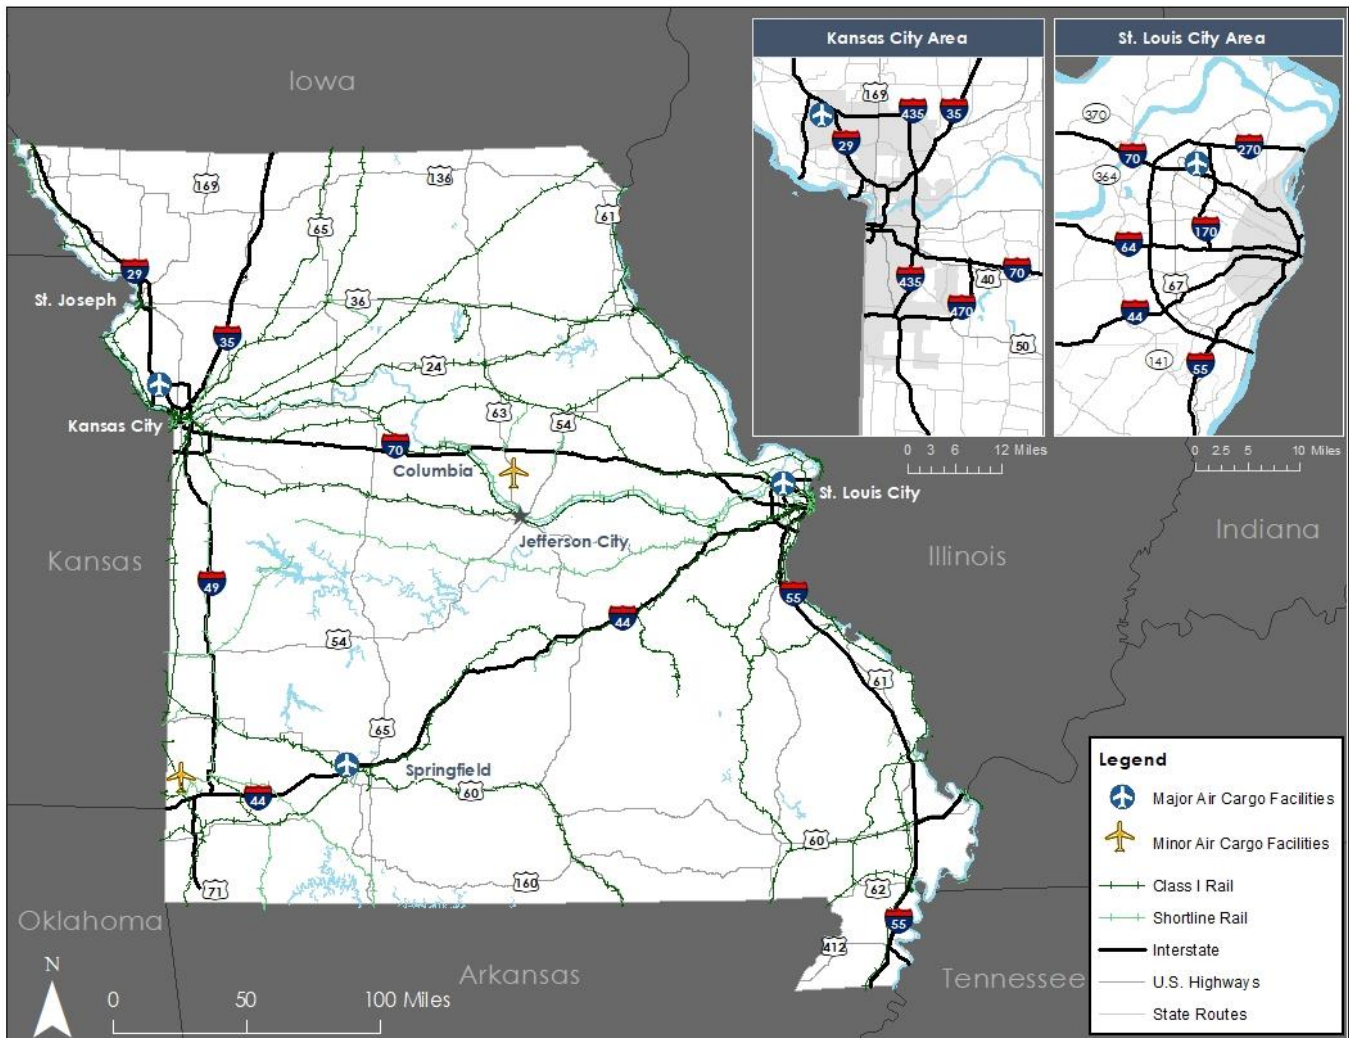 Kansas City Area
St. Louis City Area
Iowa
169
435
35
29
435
40
70
470
50
0 3 6 12 Miles
370
70
270
364
170
64
67
44
141
55
0 2.5 5 10 Miles
169
136
65
61
29
St. Joseph
36
35
24
63
54
Kansas City
70
Columbia
St. Louis City
Jefferson City
Kansas
Illinois
Indiana
49
55
44
54
61
65
Springfield
60
44
60
71
160
62
55
412
Oklahoma
Arkansas
Tennessee
N
0 50 100 Miles
Legend
Major Air Cargo Facilities
Minor Air Cargo Facilities
Class I Rail
Shortline Rail
Interstate
U.S. Highways
State Routes